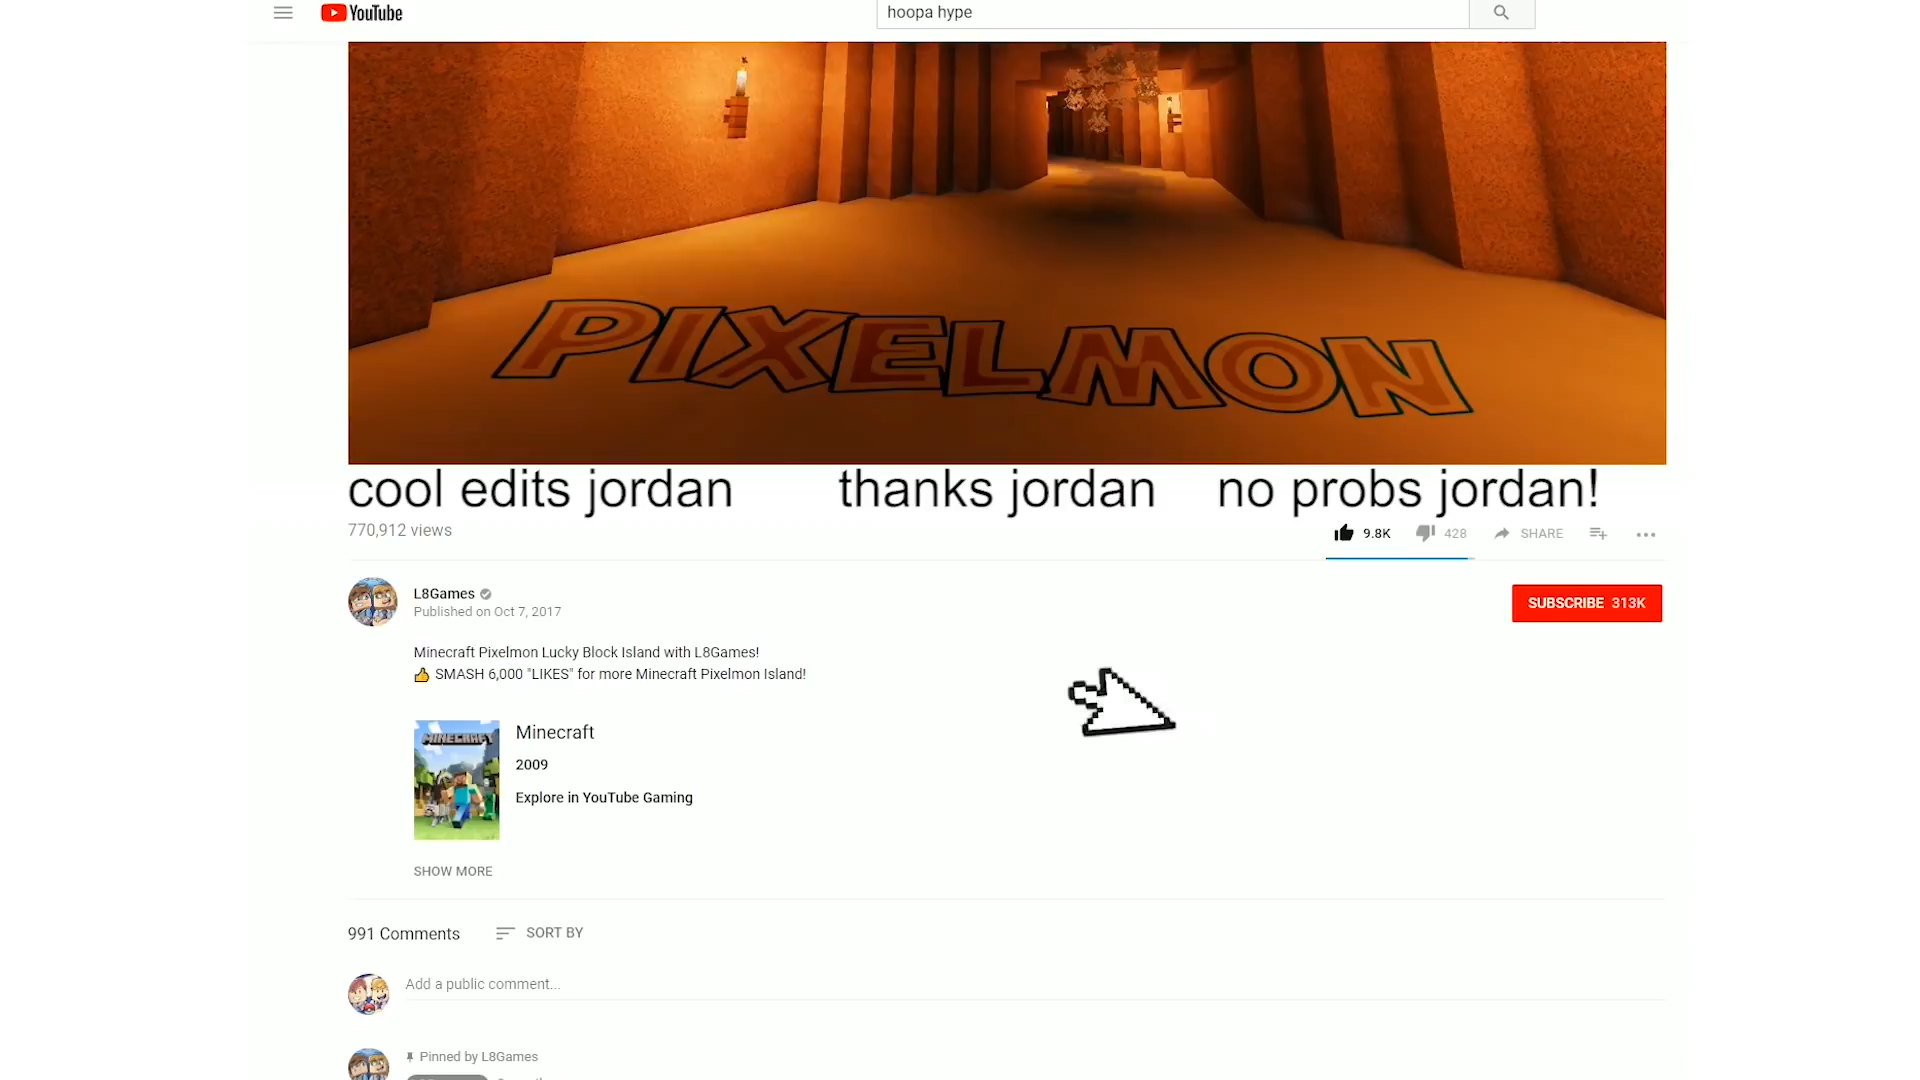 YouTube
hoopa hype
PIXELMON
cool edits jordan thanks jordan no probs jordan!
770,912 views
9.8K 428 SHARE
L8Games
Published on Oct 7, 2017
SUBSCRIBE 313K
Minecraft Pixelmon Lucky Block Island with L8Games!
👍 SMASH 6,000 "LIKES" for more Minecraft Pixelmon Island!
MINECRAFT
Minecraft
2009
Explore in YouTube Gaming
SHOW MORE
991 Comments SORT BY
Add a public comment...
Pinned by L8Games